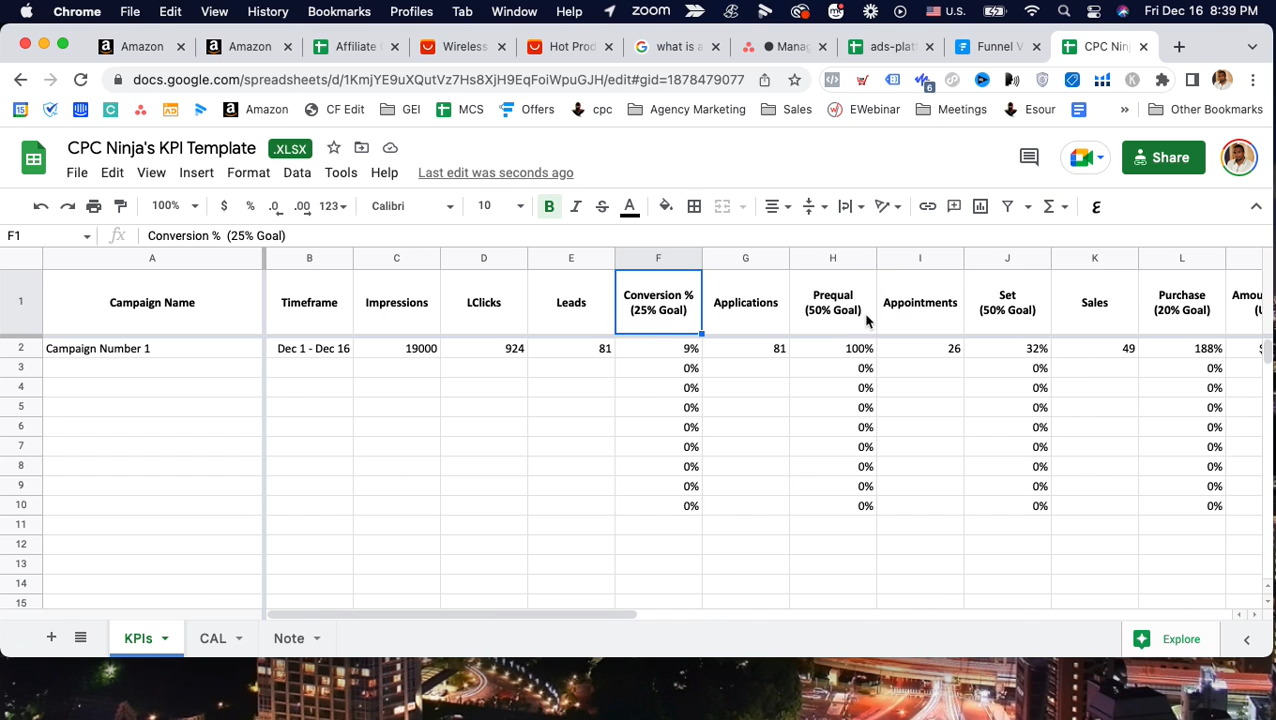 Chrome File Edit View History Bookmarks Profiles Tab Window Help zoom U.S. Fri Dec 16 8:39 PM
Amazon Amazon Affiliate Wireless Hot Prod what is a Mana ads-plat Funnel V CPC Nin
docs.google.com/spreadsheets/d/1KmjYE9uXQutVz7Hs8XjH9EqFoiWpuGJH/edit#gid=1878479077
6
Amazon CF Edit GEI MCS Offers cpc Agency Marketing Sales EWebinar Meetings Esour Other Bookmarks
CPC Ninja's KPI Template .XLSX
File Edit View Insert Format Data Tools Help Last edit was seconds ago
Share
100% $ % .0 .00 123 Calibri 10 B I S A
F1 fx Conversion % (25% Goal)
A B C D E F G H I J K L
1 Campaign Name Timeframe Impressions LClicks Leads Conversion % (25% Goal) Applications Prequal (50% Goal) Appointments Set (50% Goal) Sales Purchase (20% Goal) Amou (U
2 Campaign Number 1 Dec 1 - Dec 16 19000 924 81 9% 81 100% 26 32% 49 188% $
3 0% 0% 0% 0%
4 0% 0% 0% 0%
5 0% 0% 0% 0%
6 0% 0% 0% 0%
7 0% 0% 0% 0%
8 0% 0% 0% 0%
9 0% 0% 0% 0%
10 0% 0% 0% 0%
11
12
13
14
15
KPIs CAL Note Explore